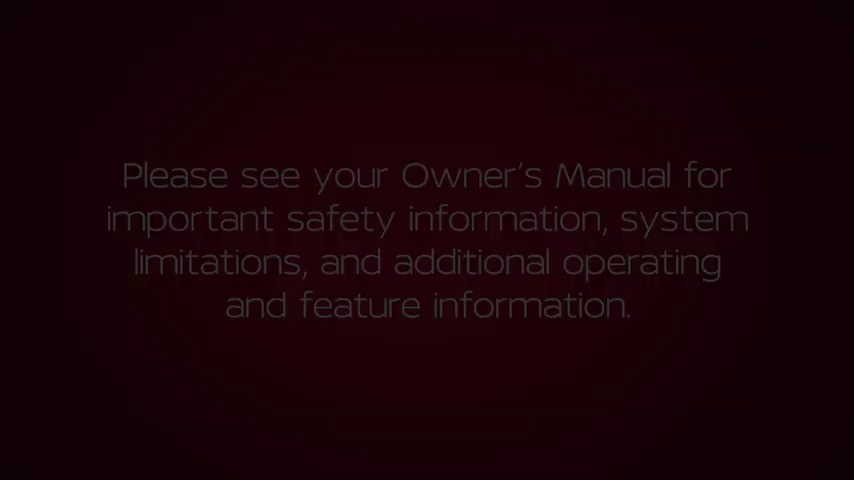 Please see your Owner's Manual for
important safety information, system
limitations, and additional operating
and feature information.